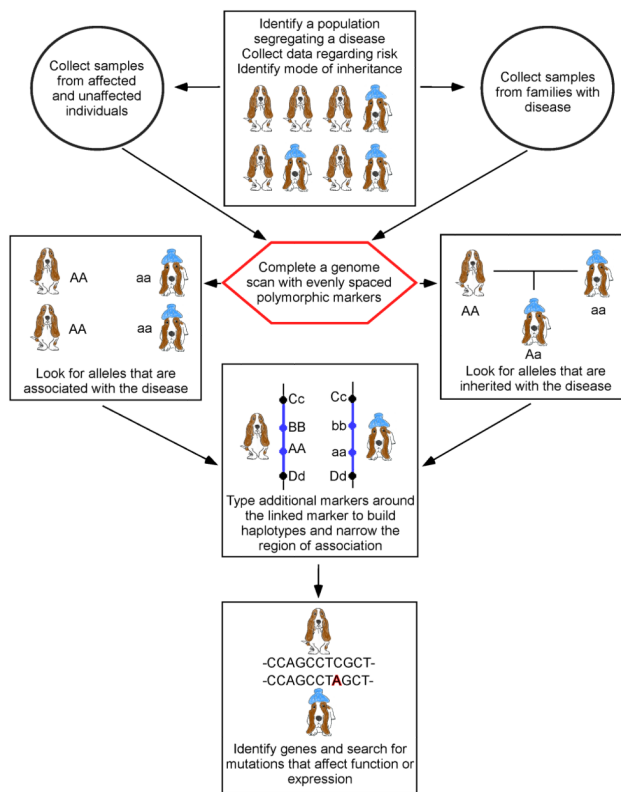 Identify a population
segregating a disease
Collect data regarding risk
Identify mode of inheritance
Collect samples
from affected
and unaffected
individuals
Collect samples
from families with
disease
Complete a genome
scan with evenly spaced
polymorphic markers
AA
aa
AA
aa
Look for alleles that are
associated with the disease
AA
aa
Aa
Look for alleles that are
inherited with the disease
Cc
BB
AA
Dd
Cc
bb
aa
Dd
Type additional markers around
the linked marker to build
haplotypes and narrow the
region of association
-CCAGCCTCGCT-
-CCAGCCTAGCT-
Identify genes and search for
mutations that affect function or
expression